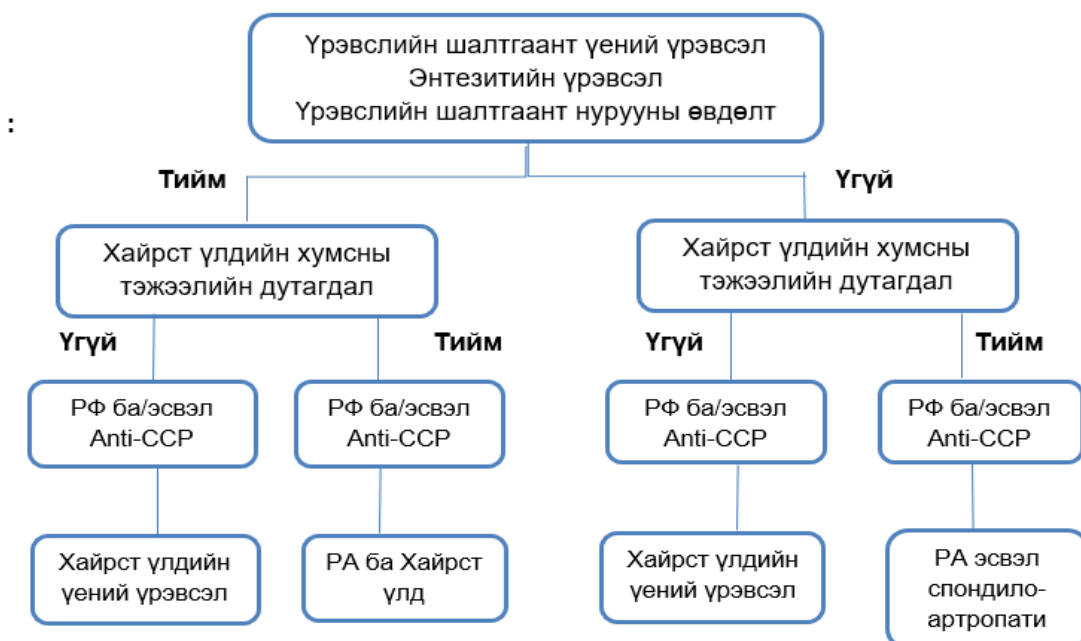 Үрэвслийн шалтгаант үений үрэвсэл
Энтезитийн үрэвсэл
Үрэвслийн шалтгаант нурууны өвдөлт
:
Тийм
Үгүй
Хайрст үлдийн хумсны
тэжээлийн дутагдал
Хайрст үлдийн хумсны
тэжээлийн дутагдал
Үгүй
Тийм
Үгүй
Тийм
РФ ба/эсвэл
Anti-CCP
РФ ба/эсвэл
Anti-CCP
РФ ба/эсвэл
Anti-CCP
РФ ба/эсвэл
Anti-CCP
Хайрст үлдийн
үений үрэвсэл
РА ба Хайрст
үлд
Хайрст үлдийн
үений үрэвсэл
РА эсвэл
спондило-
артропати